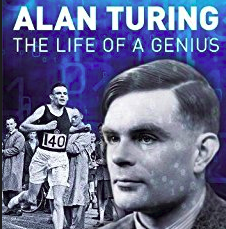 ALAN TURING
THE LIFE OF A GENIUS
140